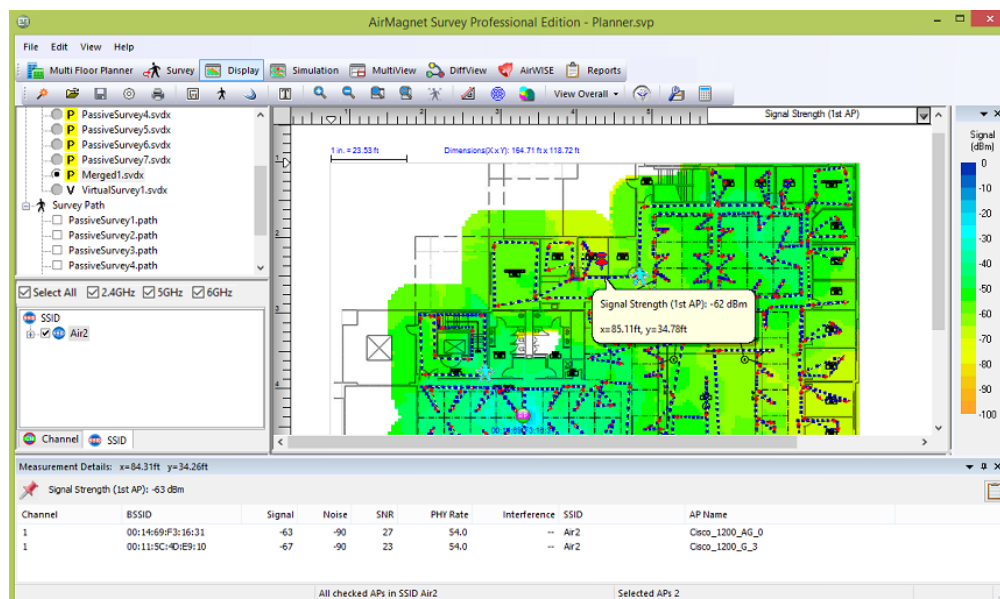 AirMagnet Survey Professional Edition - Planner.svp
File Edit View Help
Multi Floor Planner Survey Display Simulation MultiView DiffView AirWISE Reports
View Overall
PassiveSurvey4.svdx
PassiveSurvey5.svdx
PassiveSurvey6.svdx
PassiveSurvey7.svdx
Merged1.svdx
VirtualSurvey1.svdx
Survey Path
PassiveSurvey1.path
PassiveSurvey2.path
PassiveSurvey3.path
PassiveSurvey4.path
Select All 2.4GHz 5GHz 6GHz
SSID
Air2
Channel SSID
Signal Strength (1st AP)
1 in. = 23.53 ft
Dimensions(X x Y): 164.71 ft x 118.72 ft
Signal Strength (1st AP): -62 dBm
x=85.11ft, y=34.78ft
Signal
(dBm)
0
-10
-20
-30
-40
-50
-60
-70
-80
-90
-100
Measurement Details: x=84.31ft y=34.26ft
Signal Strength (1st AP): -63 dBm
Channel BSSID Signal Noise SNR PHY Rate Interference SSID AP Name
1 00:14:69:F3:16:31 -63 -90 27 54.0 -- Air2 Cisco_1200_AG_0
1 00:11:5C:4D:E9:10 -67 -90 23 54.0 -- Air2 Cisco_1200_G_3
All checked APs in SSID Air2 Selected APs 2